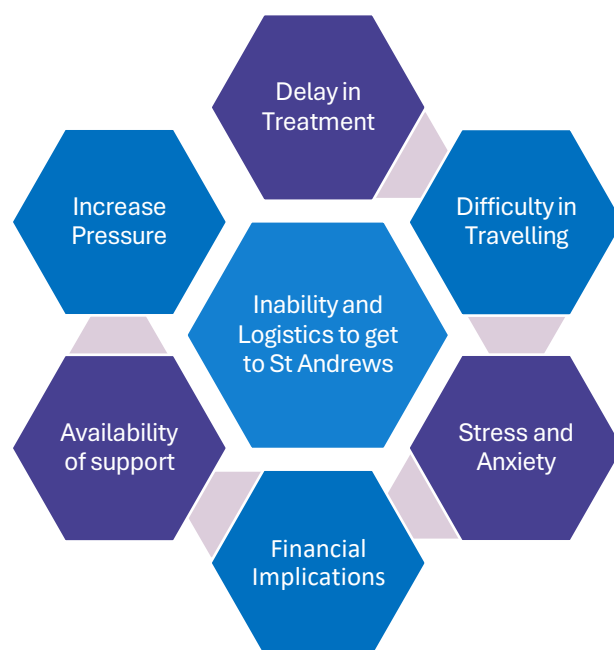 Delay in
Treatment
Increase
Pressure
Difficulty in
Travelling
Inability and
Logistics to get
to St Andrews
Availability
of support
Stress and
Anxiety
Financial
Implications